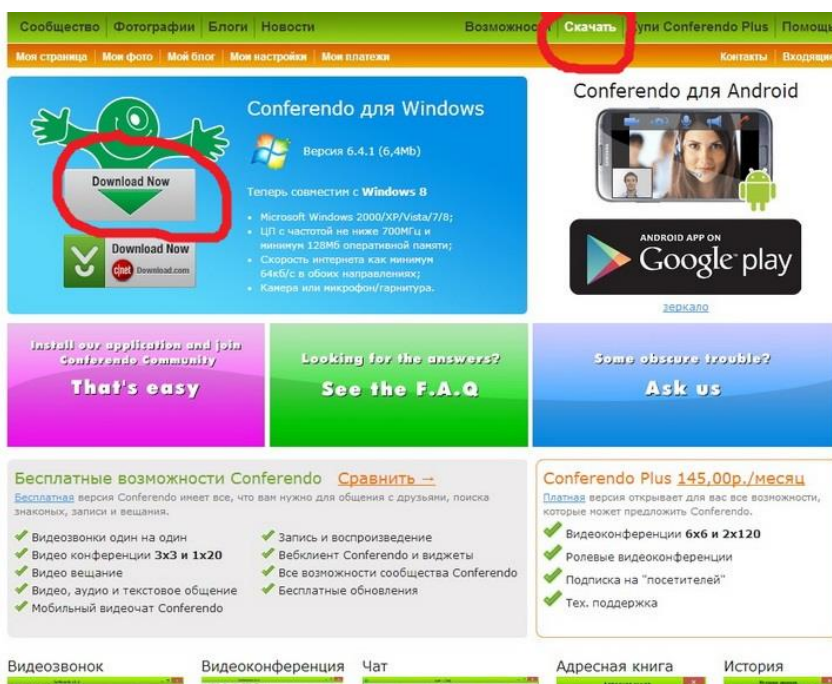 Сообщество Фотографии Блоги Новости Возможности Скачать Купи Conferendo Plus Помощь
Моя страница Мои фото Мой блог Мои настройки Мои платежи Контакты Входящие
Conferendo для Windows
Версия 6.4.1 (6,4Mb)
Download Now
Теперь совместим с Windows 8
Microsoft Windows 2000/XP/Vista/7/8;
ЦП с частотой не ниже 700МГц и
минимум 128Мб оперативной памяти;
Скорость интернета как минимум
64кб/с в обоих направлениях;
Камера или микрофон/гарнитура.
Download Now
c|net Download.com
Conferendo для Android
ANDROID APP ON
Google play
зеркало
Install our application and join
Conferendo Community
That's easy
Looking for the answers?
See the F.A.Q
Some obscure trouble?
Ask us
Бесплатные возможности Conferendo Сравнить →
Бесплатная версия Conferendo имеет все, что вам нужно для общения с друзьями, поиска
знакомых, записи и вещания.
Видеозвонки один на один
Видео конференции 3x3 и 1x20
Видео вещание
Видео, аудио и текстовое общение
Мобильный видеочат Conferendo
Запись и воспроизведение
Вебклиент Conferendo и виджеты
Все возможности сообщества Conferendo
Бесплатные обновления
Conferendo Plus 145,00р./месяц
Платная версия открывает для вас все возможности,
которые может предложить Conferendo.
Видеоконференции 6x6 и 2x120
Ролевые видеоконференции
Подписка на "посетителей"
Тех. поддержка
Видеозвонок Видеоконференция Чат Адресная книга История